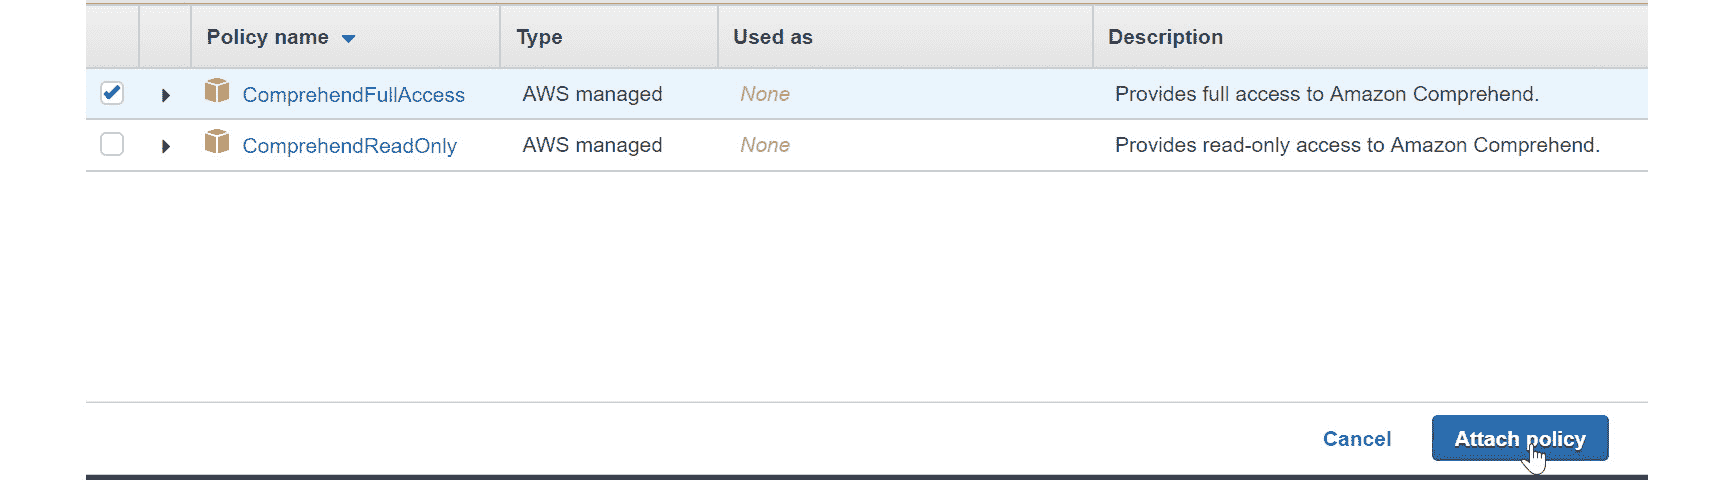 Policy name Type Used as Description
ComprehendFullAccess AWS managed None Provides full access to Amazon Comprehend.
ComprehendReadOnly AWS managed None Provides read-only access to Amazon Comprehend.
Cancel Attach policy